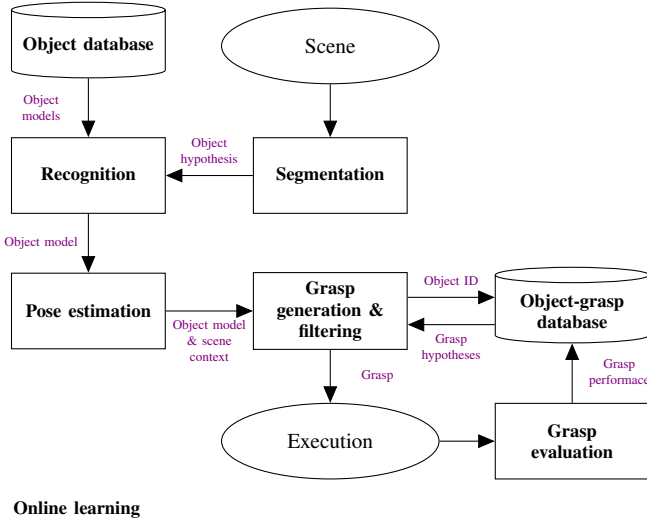 Object database
Scene
Object
models
Object
hypothesis
Recognition
Segmentation
Object model
Pose estimation
Object model
& scene
context
Grasp
generation &
filtering
Object ID
Grasp
hypotheses
Object-grasp
database
Grasp
Grasp
performace
Execution
Grasp
evaluation
Online learning